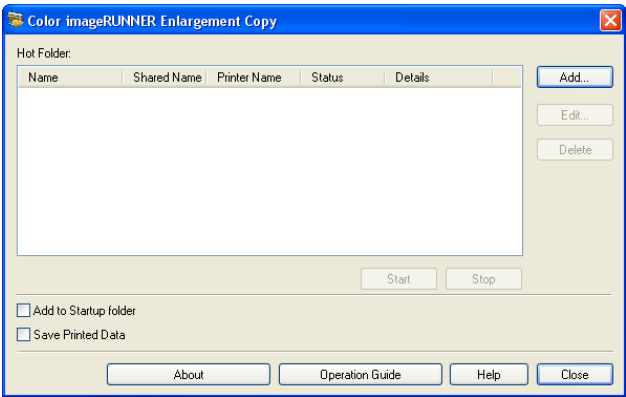 Color imageRUNNER Enlargement Copy
Hot Folder:
Name Shared Name Printer Name Status Details
Add...
Edit...
Delete
Start Stop
Add to Startup folder
Save Printed Data
About Operation Guide Help Close